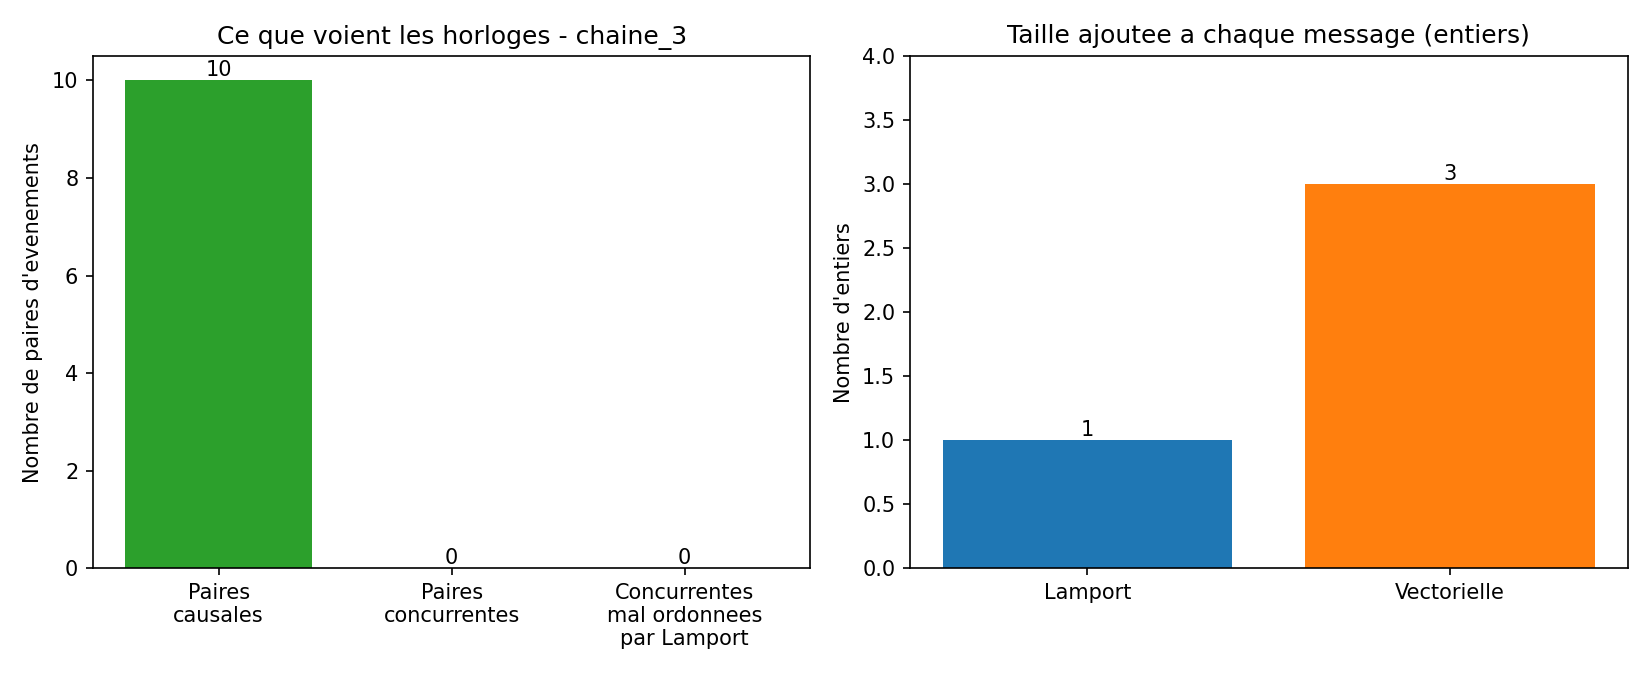 Ce que voient les horloges - chaine_3
Nombre de paires d'evenements
10
8
6
4
2
0
10
0
0
Paires
causales
Paires
concurrentes
Concurrentes
mal ordonnees
par Lamport
Taille ajoutee a chaque message (entiers)
Nombre d'entiers
4.0
3.5
3.0
2.5
2.0
1.5
1.0
0.5
0.0
1
3
Lamport
Vectorielle